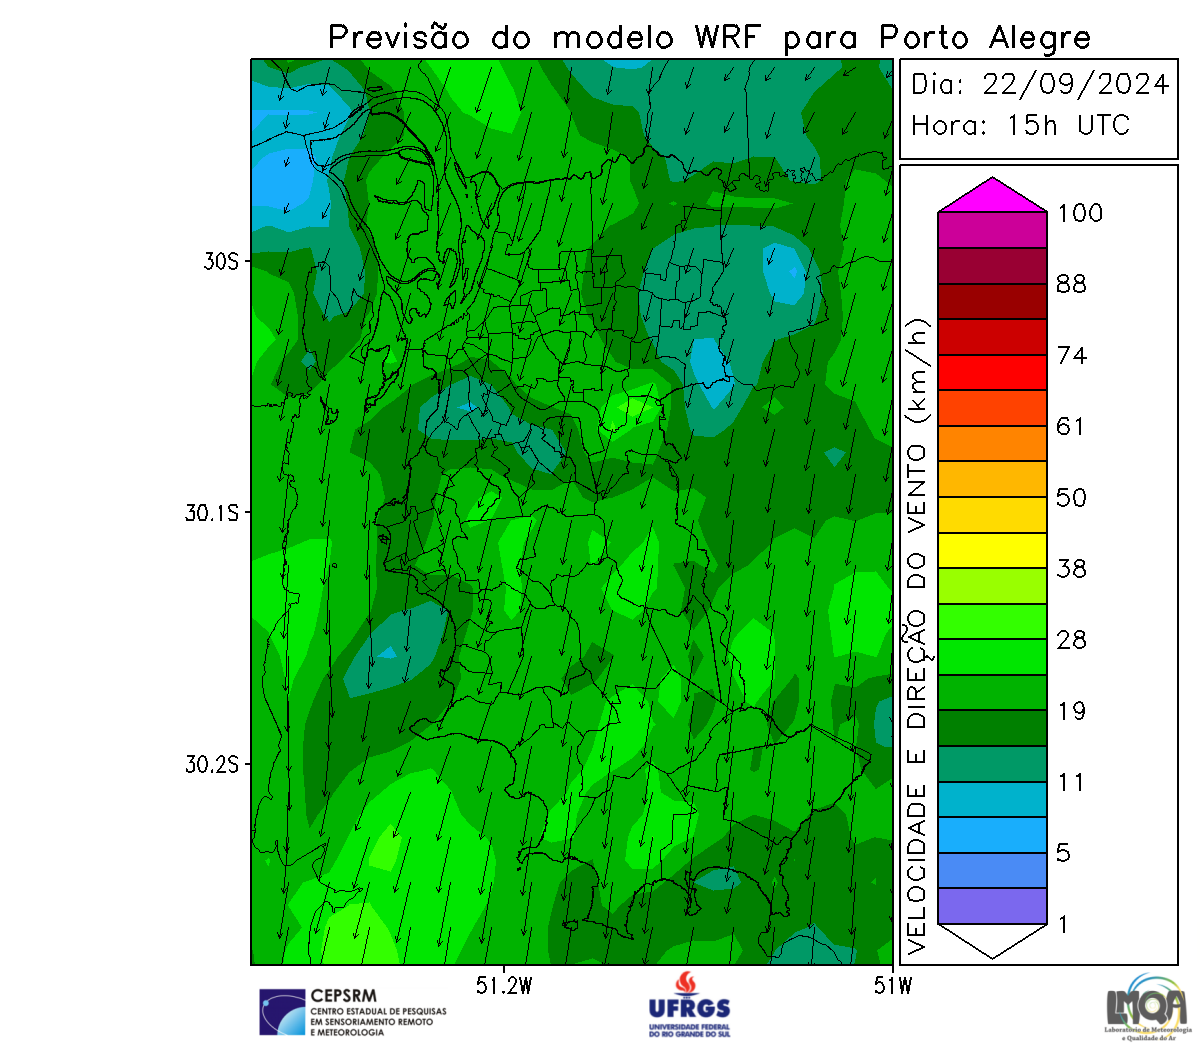 Previsão do modelo WRF para Porto Alegre
Dia: 22/09/2024
Hora: 15h UTC
100
88
74
61
50
38
28
19
11
5
1
VELOCIDADE E DIREÇÃO DO VENTO (km/h)
30S
30.1S
30.2S
51.2W
51W
CEPSRM
CENTRO ESTADUAL DE PESQUISAS
EM SENSORIAMENTO REMOTO
E METEOROLOGIA
UFRGS
UNIVERSIDADE FEDERAL
DO RIO GRANDE DO SUL
LMQA
Laboratório de Meteorologia
e Qualidade do Ar